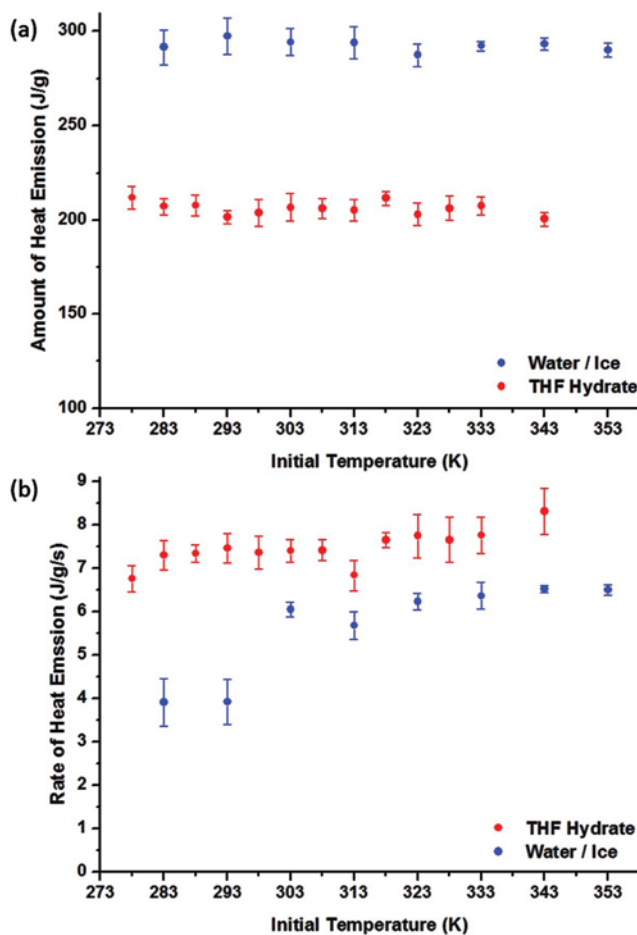 (a)
Amount of Heat Emission (J/g)
300
250
200
150
100
Water / Ice
THF Hydrate
273 283 293 303 313 323 333 343 353
Initial Temperature (K)
(b)
Rate of Heat Emssion (J/g/s)
9
8
7
6
5
4
3
2
1
0
THF Hydrate
Water / Ice
273 283 293 303 313 323 333 343 353
Initial Temperature (K)